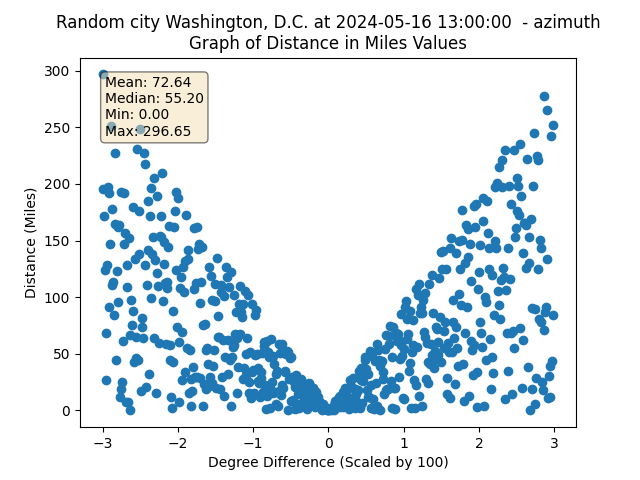 Random city Washington, D.C. at 2024-05-16 13:00:00  - azimuth
Graph of Distance in Miles Values
Mean: 72.64
Median: 55.20
Min: 0.00
Max: 296.65
300
250
200
150
100
50
0
Distance (Miles)
−3
−2
−1
0
1
2
3
Degree Difference (Scaled by 100)